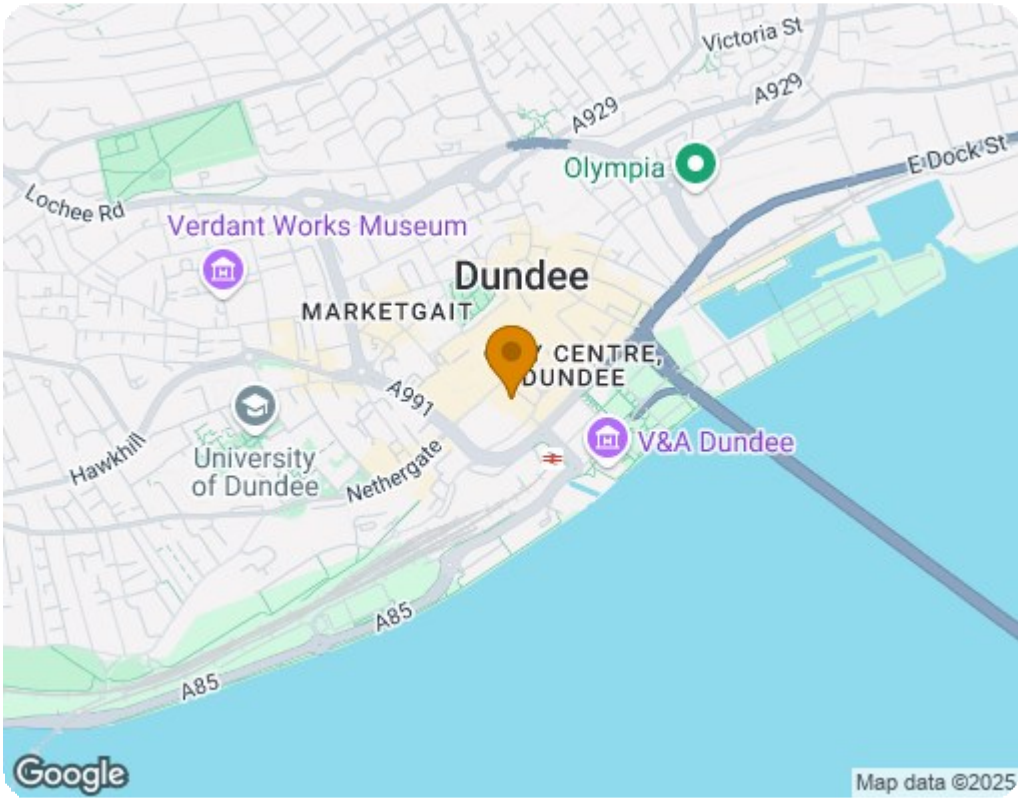 Victoria St
A929
A929
Olympia
E Dock St
Lochee Rd
Verdant Works Museum
Dundee
MARKETGAIT
CENTRE,
DUNDEE
A991
V&A Dundee
Hawkhill
University
of Dundee
Nethergate
A85
A85
Google
Map data ©2025